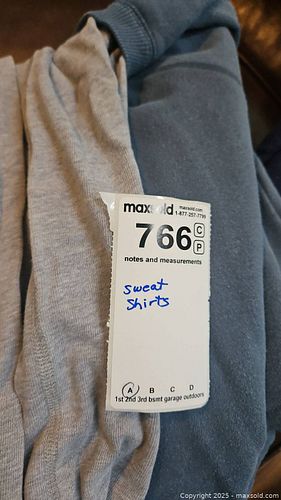 maxsold maxsold.com
1-877-257-7799
766 C
P
notes and measurements
sweat
shirts
A B C D
1st 2nd 3rd bsmt garage outdoors
Copyright 2025 - maxsold.com